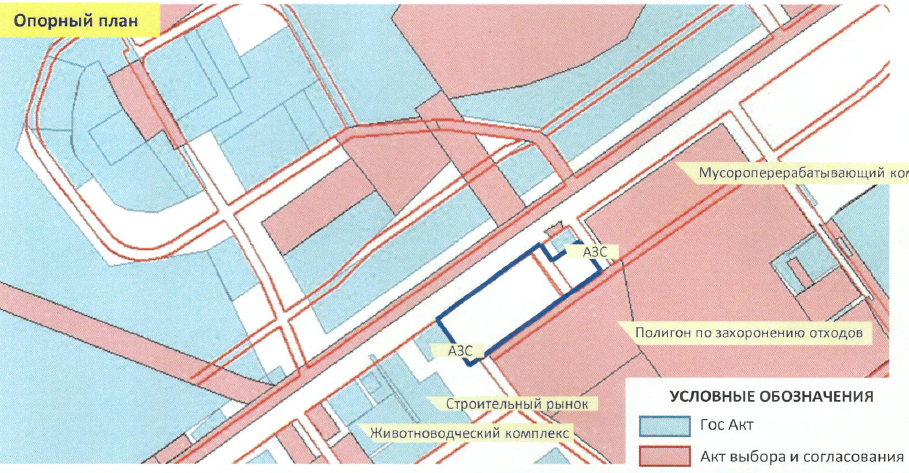 Опорный план
Мусороперерабатывающий ком
АЗС
Полигон по захоронению отходов
АЗС
Строительный рынок
Животноводческий комплекс
УСЛОВНЫЕ ОБОЗНАЧЕНИЯ
Гос Акт
Акт выбора и согласования